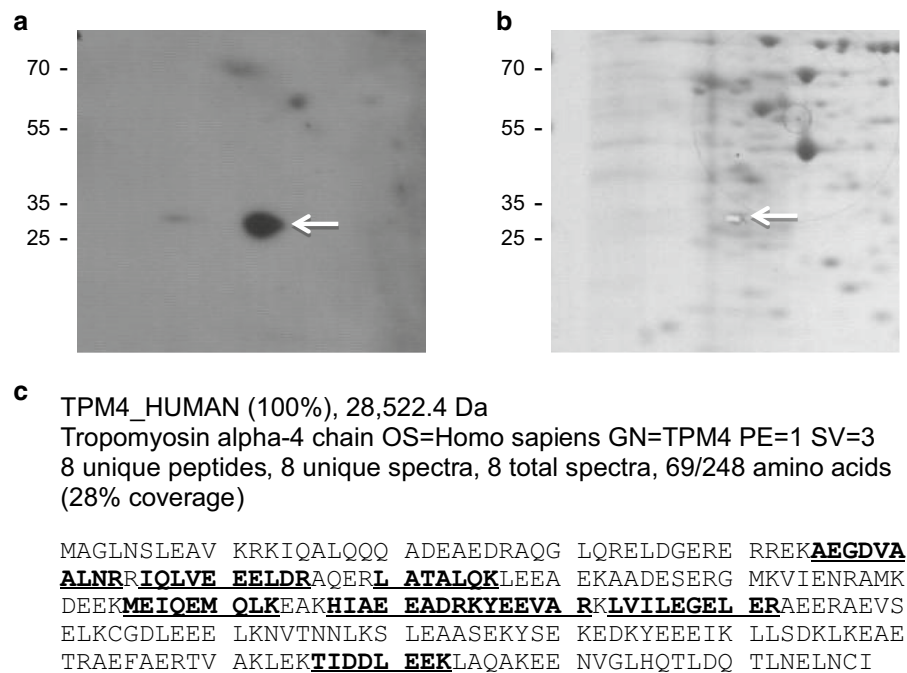 a
b
70 -
55 -
35 -
25 -
70 -
55 -
35 -
25 -
c
TPM4_HUMAN (100%), 28,522.4 Da
Tropomyosin alpha-4 chain OS=Homo sapiens GN=TPM4 PE=1 SV=3
8 unique peptides, 8 unique spectra, 8 total spectra, 69/248 amino acids
(28% coverage)
MAGLNSLEAV KRKIQALQQQ ADEAEDRAQG LQRELDGERE RREKAEGDVA
ALNRRIQLVE EELDRAQERL ATALQKLEEA EKAADESERG MKVIENRAMK
DEEKMEIQEM QLKEAKHIAE EADRKYEEVA RKLVILEGEL ERAEERAEVS
ELKCGDLEEE LKNVTNNLKS LEAASEKYSE KEDKYEEEIK LLSDKLKEAE
TRAEFAERTV AKLEKTIDDL EEKLAQAKEE NVGLHQTLDQ TLNELNCI